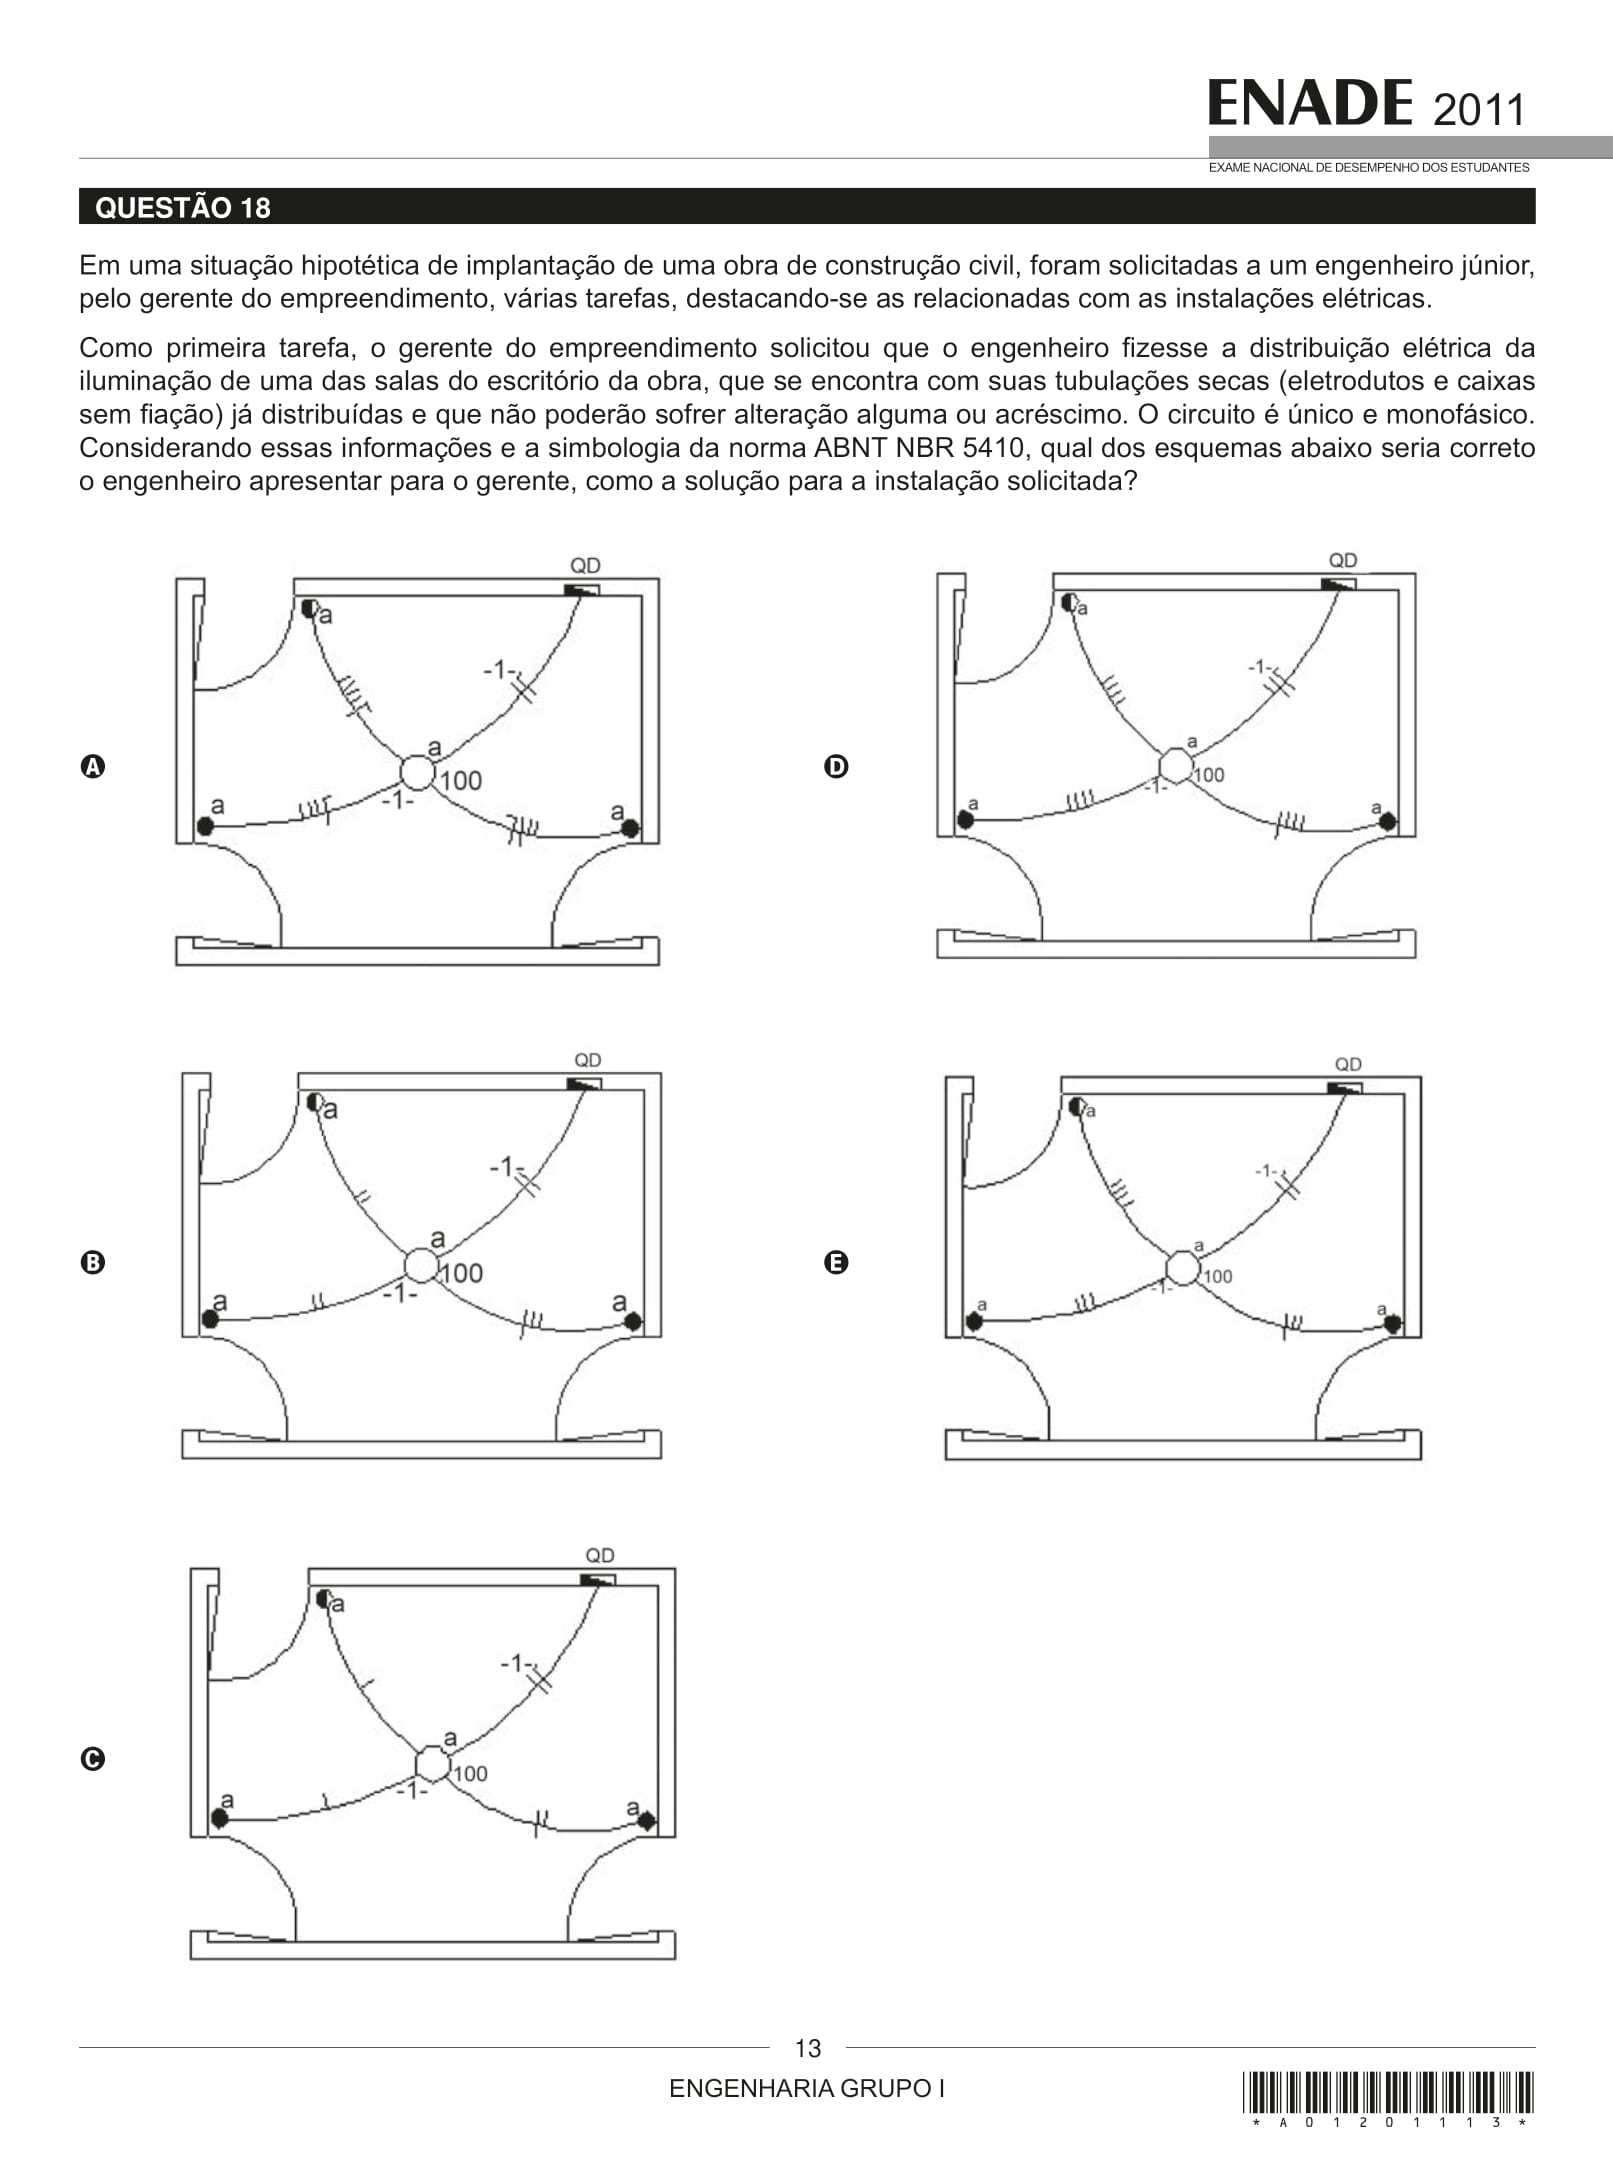 ENADE 2011
EXAME NACIONAL DE DESEMPENHO DOS ESTUDANTES
QUESTÃO 18
Em uma situação hipotética de implantação de uma obra de construção civil, foram solicitadas a um engenheiro júnior,
pelo gerente do empreendimento, várias tarefas, destacando-se as relacionadas com as instalações elétricas.
Como primeira tarefa, o gerente do empreendimento solicitou que o engenheiro fizesse a distribuição elétrica da
iluminação de uma das salas do escritório da obra, que se encontra com suas tubulações secas (eletrodutos e caixas
sem fiação) já distribuídas e que não poderão sofrer alteração alguma ou acréscimo. O circuito é único e monofásico.
Considerando essas informações e a simbologia da norma ABNT NBR 5410, qual dos esquemas abaixo seria correto
o engenheiro apresentar para o gerente, como a solução para a instalação solicitada?
A
QD
a
-1-
a
100
-1-
a
a
D
QD
a
-1-
a
100
-1-
a
a
B
QD
a
-1-
a
100
-1-
a
a
E
QD
a
-1-
a
100
-1-
a
a
C
QD
a
-1-
a
100
-1-
a
a
13
ENGENHARIA GRUPO I
* A 0 1 2 0 1 1 1 3 *